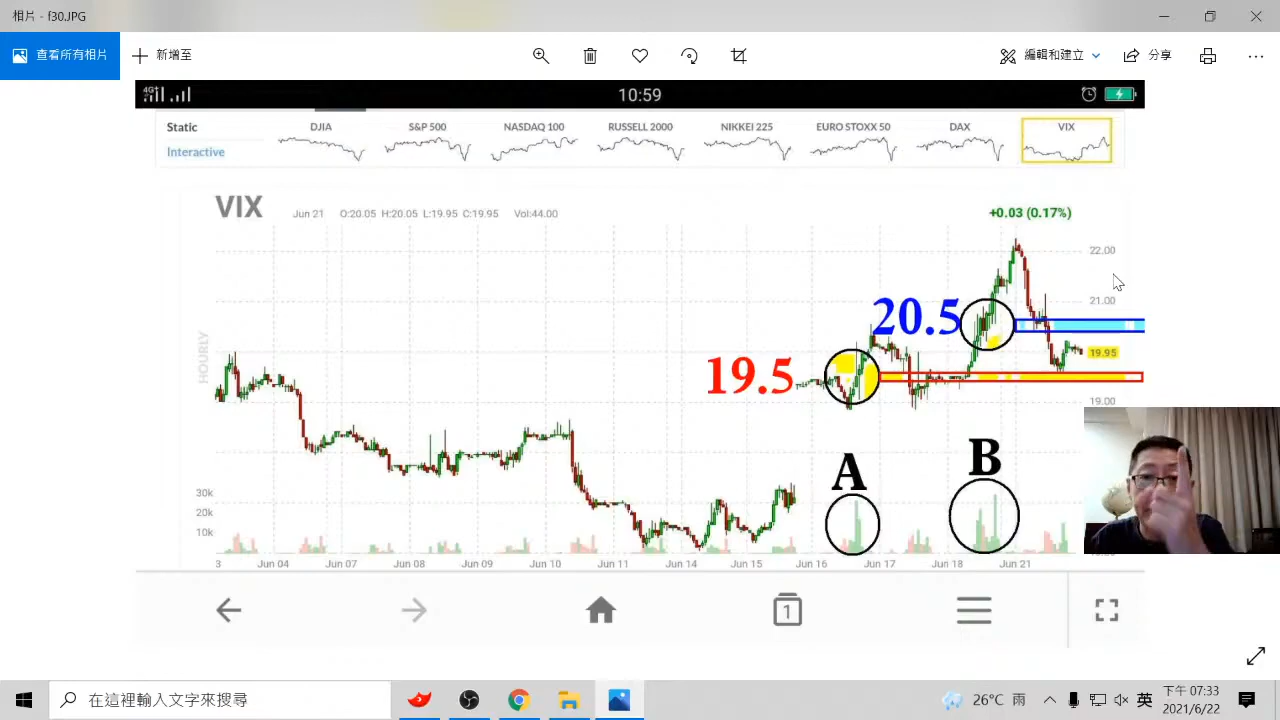 相片 - f30.JPG
查看所有相片
新增至
編輯和建立
分享
4G+
10:59
Static
Interactive
DJIA
S&P 500
NASDAQ 100
RUSSELL 2000
NIKKEI 225
EURO STOXX 50
DAX
VIX
VIX
Jun 21 O:20.05 H:20.05 L:19.95 C:19.95 Vol:44.00
+0.03 (0.17%)
22.00
21.00
20.5
19.95
19.5
19.00
HOURLY
A
B
30k
20k
10k
3 Jun 04 Jun 07 Jun 08 Jun 09 Jun 10 Jun 11 Jun 14 Jun 15 Jun 16 Jun 17 Jun 18 Jun 21
1
在這裡輸入文字來搜尋
26°C 雨
英
下午 07:33
2021/6/22